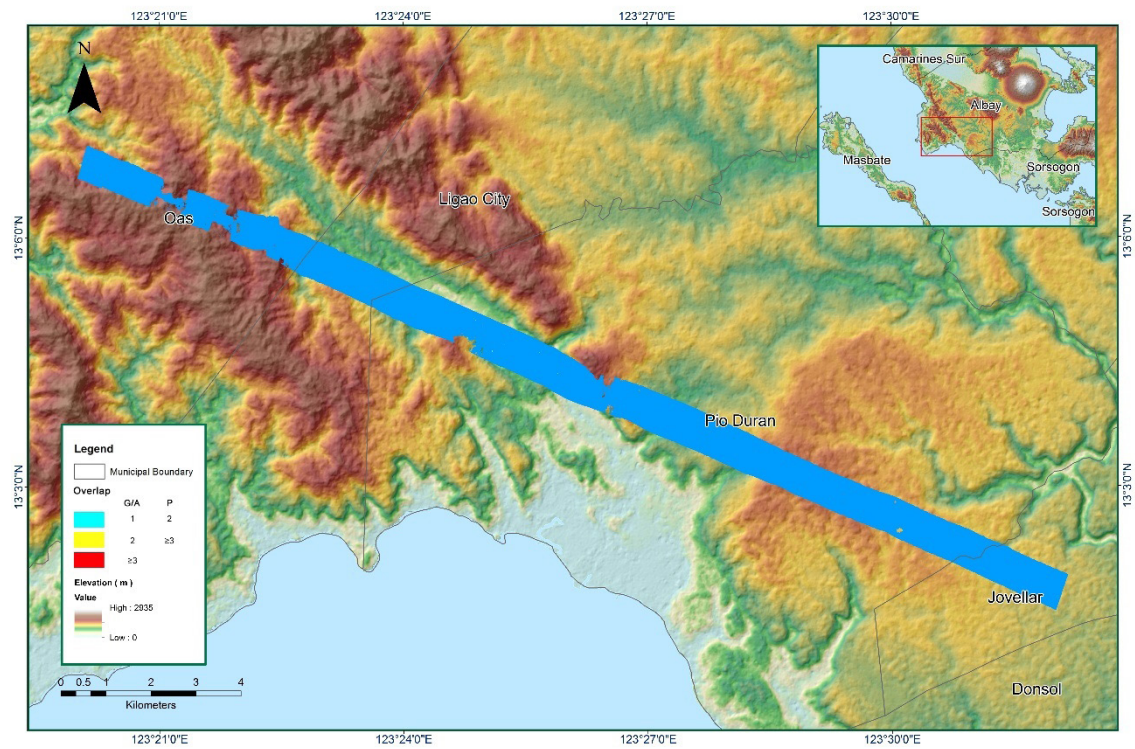 123°21'0"E 123°24'0"E 123°27'0"E 123°30'0"E
N
Camarines Sur
Albay
Masbate
Sorsogon
Sorsogon
Ligao City
Oas
13°6'0"N 13°6'0"N
Pio Duran
13°3'0"N 13°3'0"N
Jovellar
Donsol
Legend
Municipal Boundary
Overlap
G/A P
1 2
2 ≥3
≥3
Elevation ( m )
Value
High : 2935
Low : 0
0 0.5 1 2 3 4
Kilometers
123°21'0"E 123°24'0"E 123°27'0"E 123°30'0"E